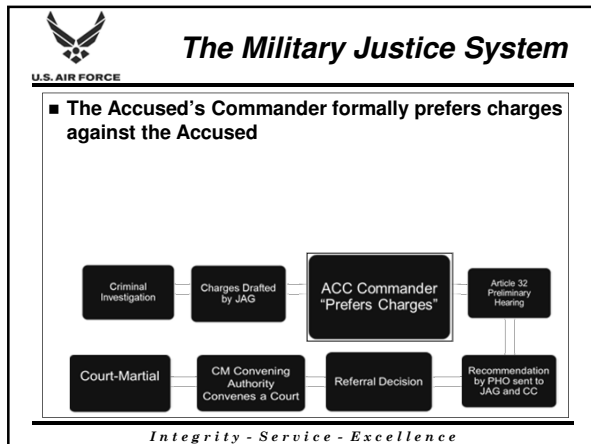 The Military Justice System
U.S. AIR FORCE
■ The Accused's Commander formally prefers charges
against the Accused
Criminal
Investigation
Charges Drafted
by JAG
ACC Commander
"Prefers Charges"
Article 32
Preliminary
Hearing
Court-Martial
CM Convening
Authority
Convenes a Court
Referral Decision
Recommendation
by PHO sent to
JAG and CC
Integrity - Service - Excellence